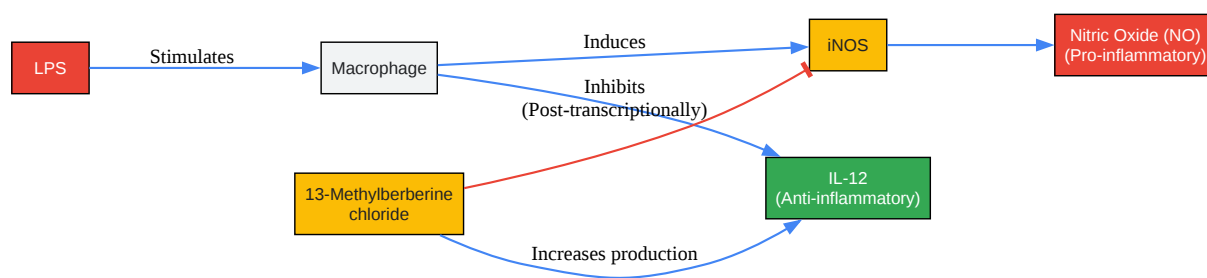 LPS
Stimulates
Macrophage
Induces
iNOS
Nitric Oxide (NO)
(Pro-inflammatory)
Inhibits
(Post-transcriptionally)
13-Methylberberine
chloride
IL-12
(Anti-inflammatory)
Increases production